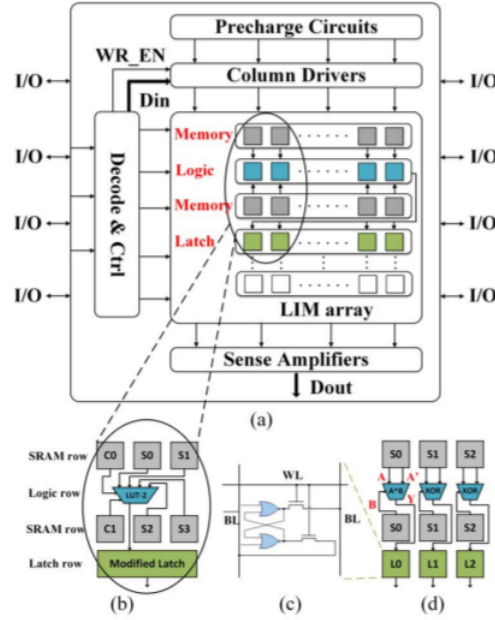 Precharge Circuits
WR_EN
I/O
Column Drivers
I/O
Din
Decode & Ctrl
Memory
I/O
Logic
I/O
I/O
Memory
I/O
Latch
I/O
I/O
LIM array
Sense Amplifiers
Dout
(a)
SRAM row C0 S0 S1
Logic row LUT-2
SRAM row C1 S2 S3
Latch row Modified Latch
(b)
WL
BL BL
(c)
S0 S1 S2
A A'
A^B XOR XOR
B Y
S0 S1 S2
L0 L1 L2
(d)